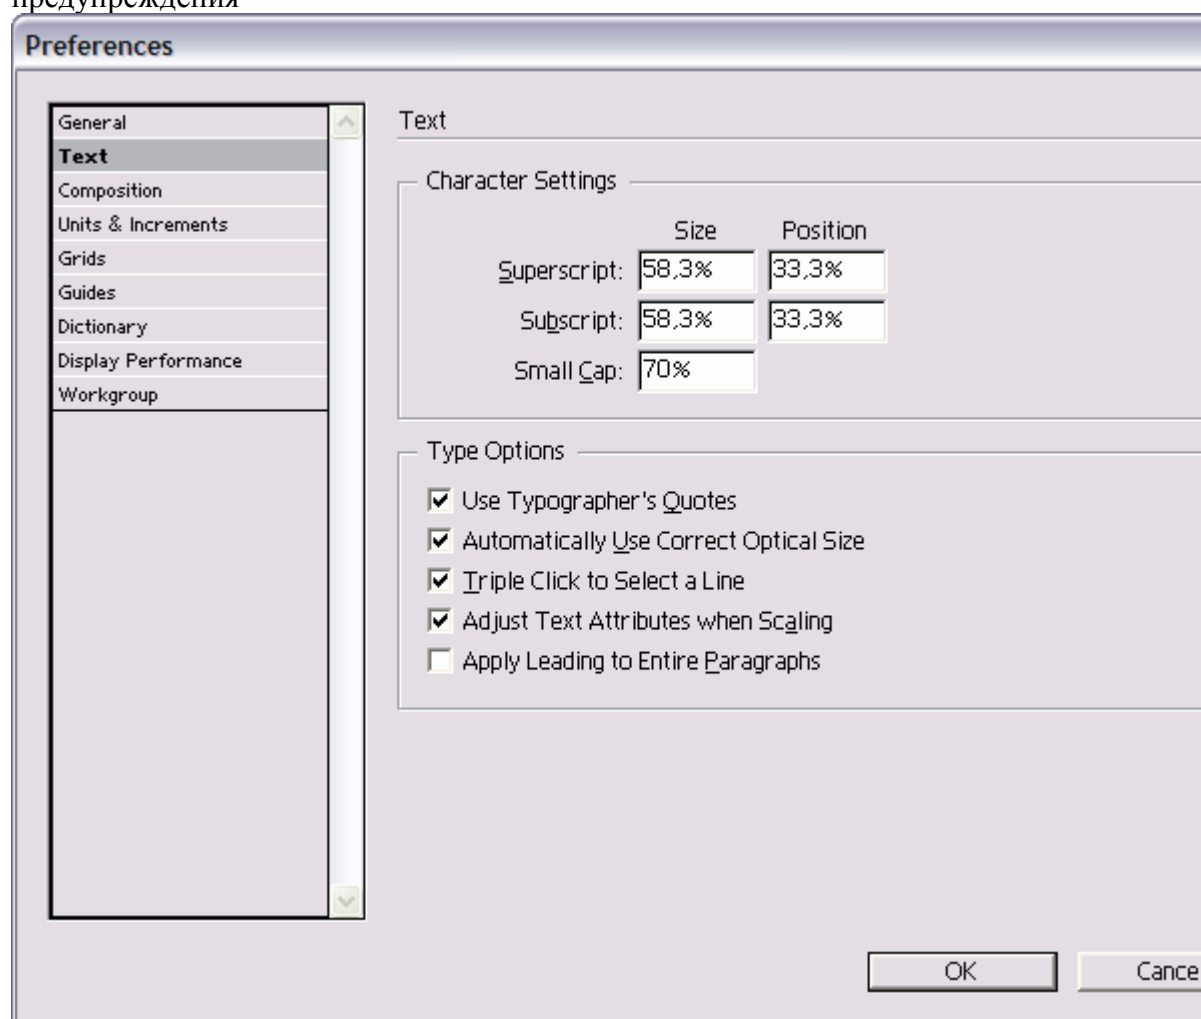 предупреждения
Preferences
General
Text
Composition
Units & Increments
Grids
Guides
Dictionary
Display Performance
Workgroup
Text
Character Settings
Size Position
Superscript: 58,3% 33,3%
Subscript: 58,3% 33,3%
Small Cap: 70%
Type Options
Use Typographer's Quotes
Automatically Use Correct Optical Size
Triple Click to Select a Line
Adjust Text Attributes when Scaling
Apply Leading to Entire Paragraphs
OK Cance